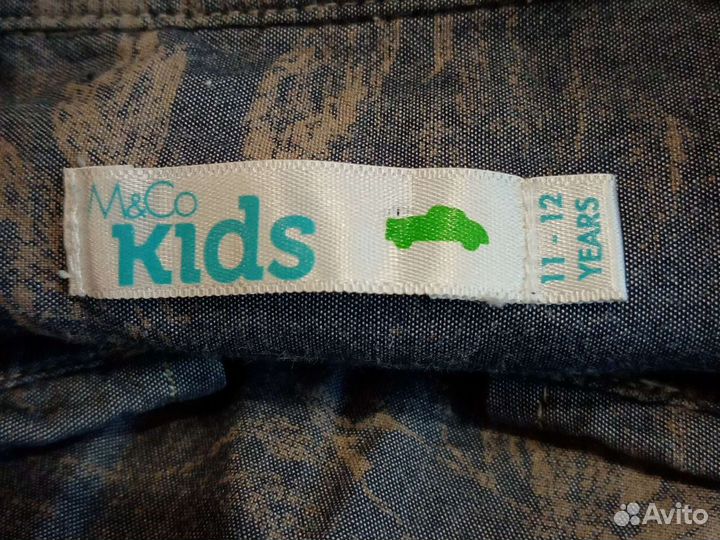 M&Co
Kids
11 - 12
YEARS
Avito